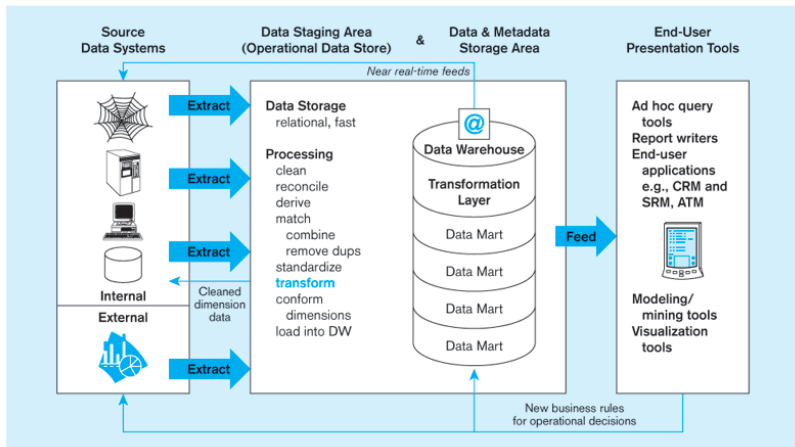 Source
Data Systems
Data Staging Area
(Operational Data Store)
&
Data & Metadata
Storage Area
End-User
Presentation Tools
Near real-time feeds
Extract
Extract
Extract
Extract
Internal
External
Cleaned
dimension
data
Data Storage
relational, fast
Processing
clean
reconcile
derive
match
combine
remove dups
standardize
transform
conform
dimensions
load into DW
@
Data Warehouse
Transformation
Layer
Data Mart
Data Mart
Data Mart
Data Mart
Feed
Ad hoc query
tools
Report writers
End-user
applications
e.g., CRM and
SRM, ATM
Modeling/
mining tools
Visualization
tools
New business rules
for operational decisions